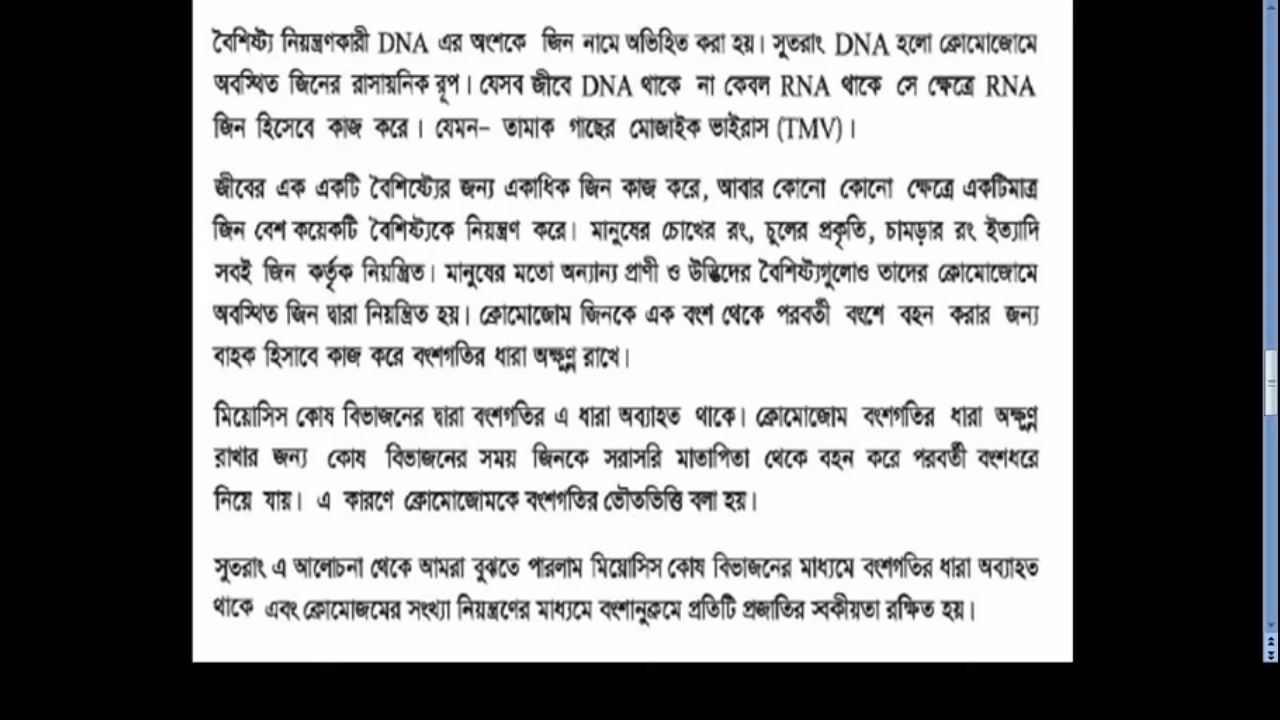 বৈশিষ্ট্য নিয়ন্ত্রণকারী DNA এর অংশকে জিন নামে অভিহিত করা হয়। সুতরাং DNA হলো ক্রোমোজোমে
অবস্থিত জিনের রাসায়নিক রূপ। যেসব জীবে DNA থাকে না কেবল RNA থাকে সে ক্ষেত্রে RNA
জিন হিসেবে কাজ করে। যেমন– তামাক গাছের মোজাইক ভাইরাস (TMV)।
জীবের এক একটি বৈশিষ্ট্যের জন্য একাধিক জিন কাজ করে, আবার কোনো কোনো ক্ষেত্রে একটিমাত্র
জিন বেশ কয়েকটি বৈশিষ্ট্যকে নিয়ন্ত্রণ করে। মানুষের চোখের রং, চুলের প্রকৃতি, চামড়ার রং ইত্যাদি
সবই জিন কর্তৃক নিয়ন্ত্রিত। মানুষের মতো অন্যান্য প্রাণী ও উদ্ভিদের বৈশিষ্ট্যগুলোও তাদের ক্রোমোজোমে
অবস্থিত জিন দ্বারা নিয়ন্ত্রিত হয়। ক্রোমোজোম জিনকে এক বংশ থেকে পরবর্তী বংশে বহন করার জন্য
বাহক হিসাবে কাজ করে বংশগতির ধারা অক্ষুণ্ণ রাখে।
মিয়োসিস কোষ বিভাজনের দ্বারা বংশগতির এ ধারা অব্যাহত থাকে। ক্রোমোজোম বংশগতির ধারা অক্ষুণ্ণ
রাখার জন্য কোষ বিভাজনের সময় জিনকে সরাসরি মাতাপিতা থেকে বহন করে পরবর্তী বংশধরে
নিয়ে যায়। এ কারণে ক্রোমোজোমকে বংশগতির ভৌতভিত্তি বলা হয়।
সুতরাং এ আলোচনা থেকে আমরা বুঝতে পারলাম মিয়োসিস কোষ বিভাজনের মাধ্যমে বংশগতির ধারা অব্যাহত
থাকে এবং ক্রোমোজমের সংখ্যা নিয়ন্ত্রণের মাধ্যমে বংশানুক্রমে প্রতিটি প্রজাতির স্বকীয়তা রক্ষিত হয়।